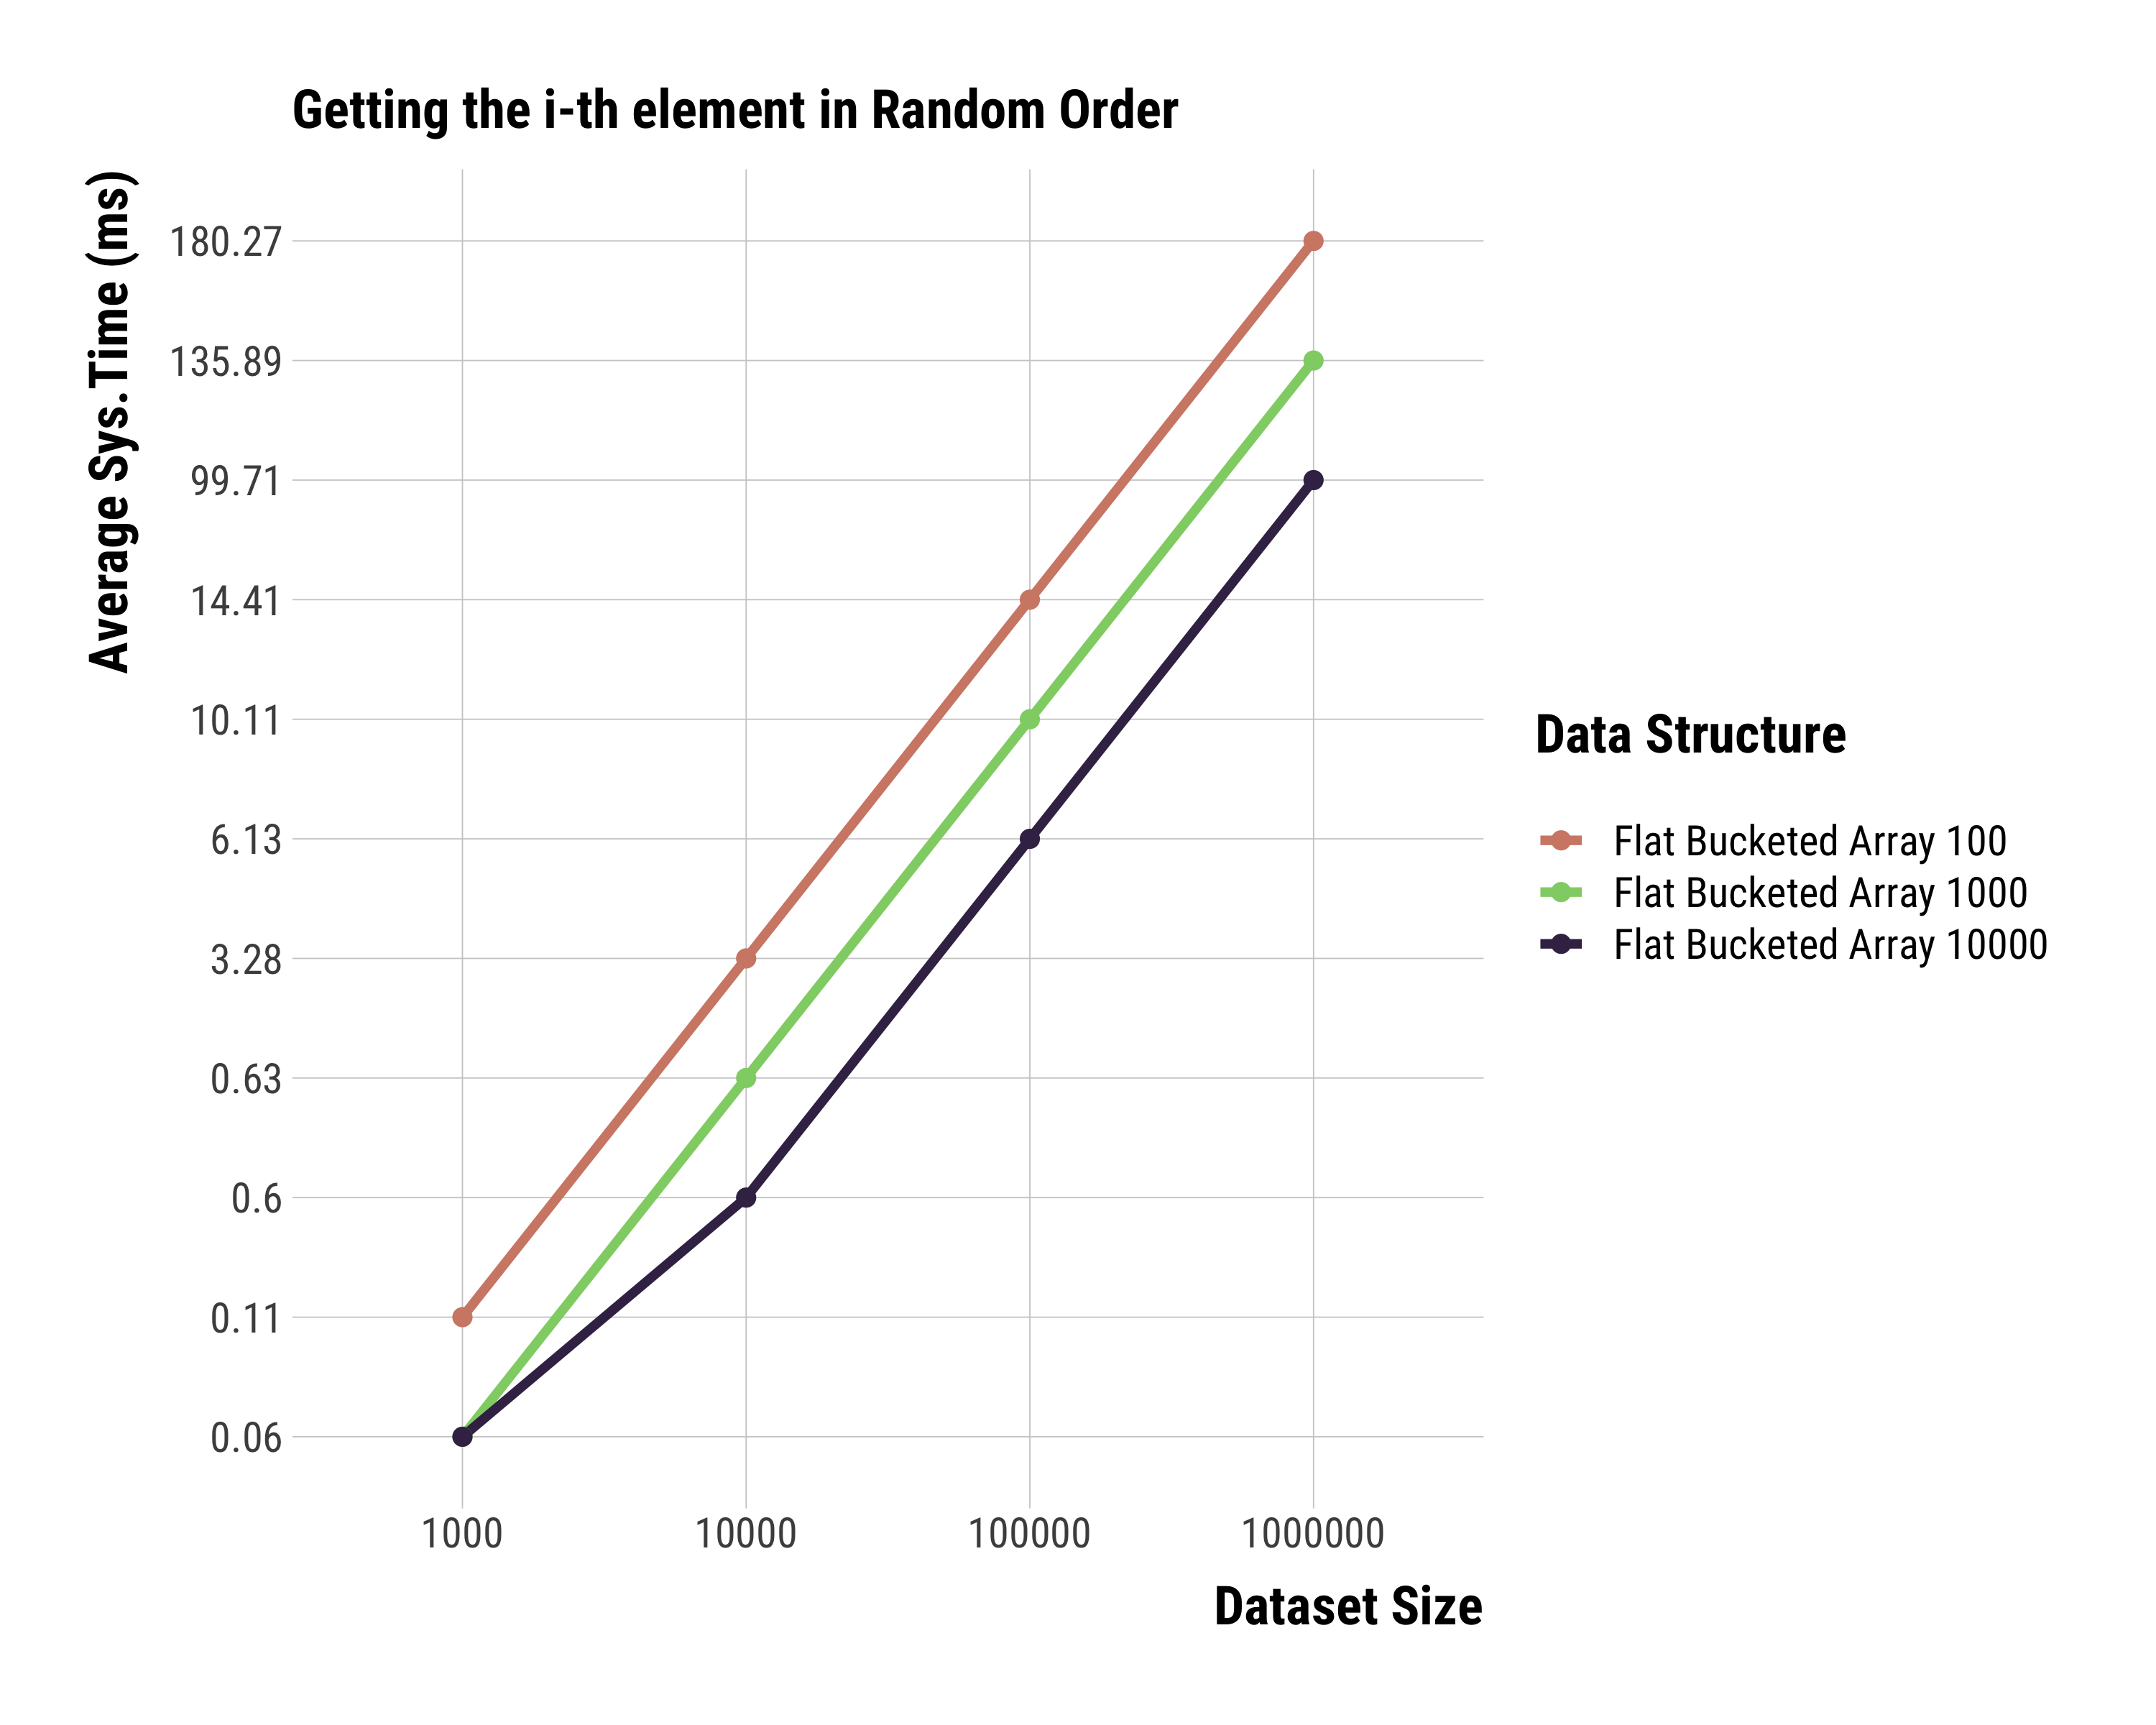 Getting the i-th element in Random Order
Average Sys.Time (ms)
180.27
135.89
99.71
14.41
10.11
6.13
3.28
0.63
0.6
0.11
0.06
1000 10000 100000 1000000
Dataset Size
Data Structure
Flat Bucketed Array 100
Flat Bucketed Array 1000
Flat Bucketed Array 10000